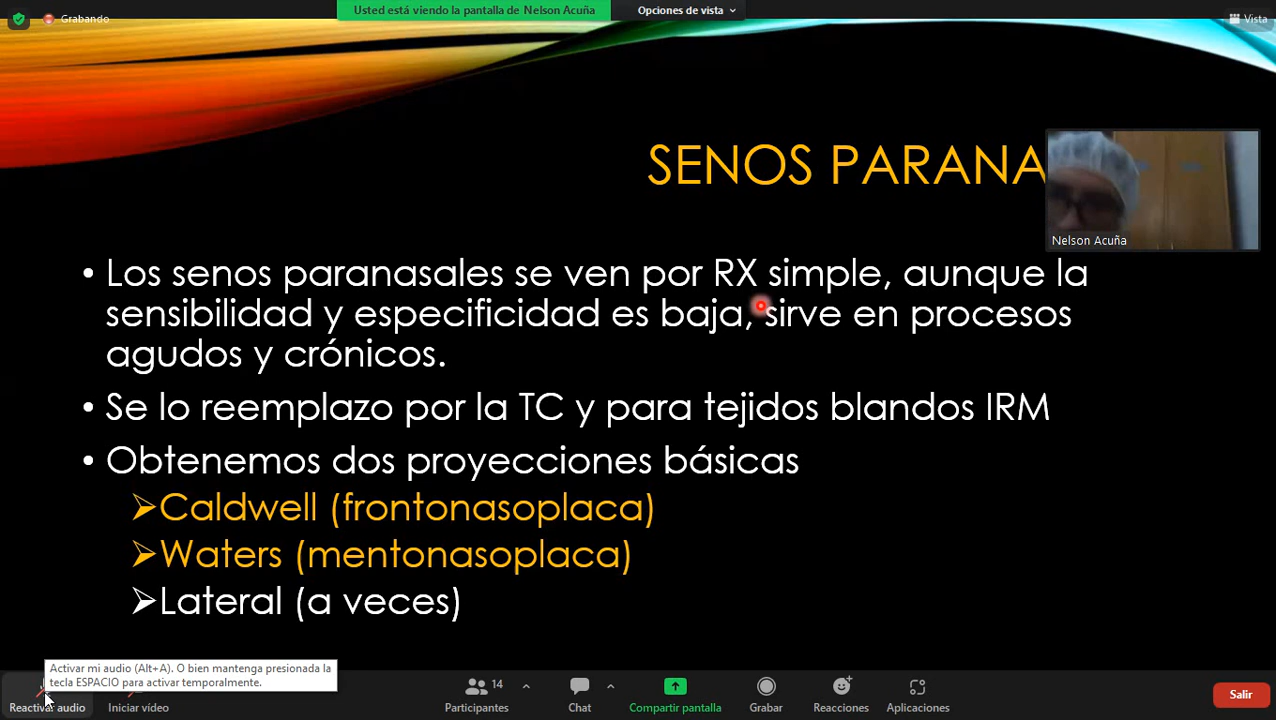 Grabando
Usted está viendo la pantalla de Nelson Acuña
Opciones de vista
Vista
SENOS PARANA
Nelson Acuña
• Los senos paranasales se ven por RX simple, aunque la
sensibilidad y especificidad es baja, sirve en procesos
agudos y crónicos.
• Se lo reemplazo por la TC y para tejidos blandos IRM
• Obtenemos dos proyecciones básicas
➢Caldwell (frontonasoplaca)
➢Waters (mentonasoplaca)
➢Lateral (a veces)
Activar mi audio (Alt+A). O bien mantenga presionada la
tecla ESPACIO para activar temporalmente.
Reactivar audio
Iniciar vídeo
14
Participantes
Chat
Compartir pantalla
Grabar
Reacciones
Aplicaciones
Salir